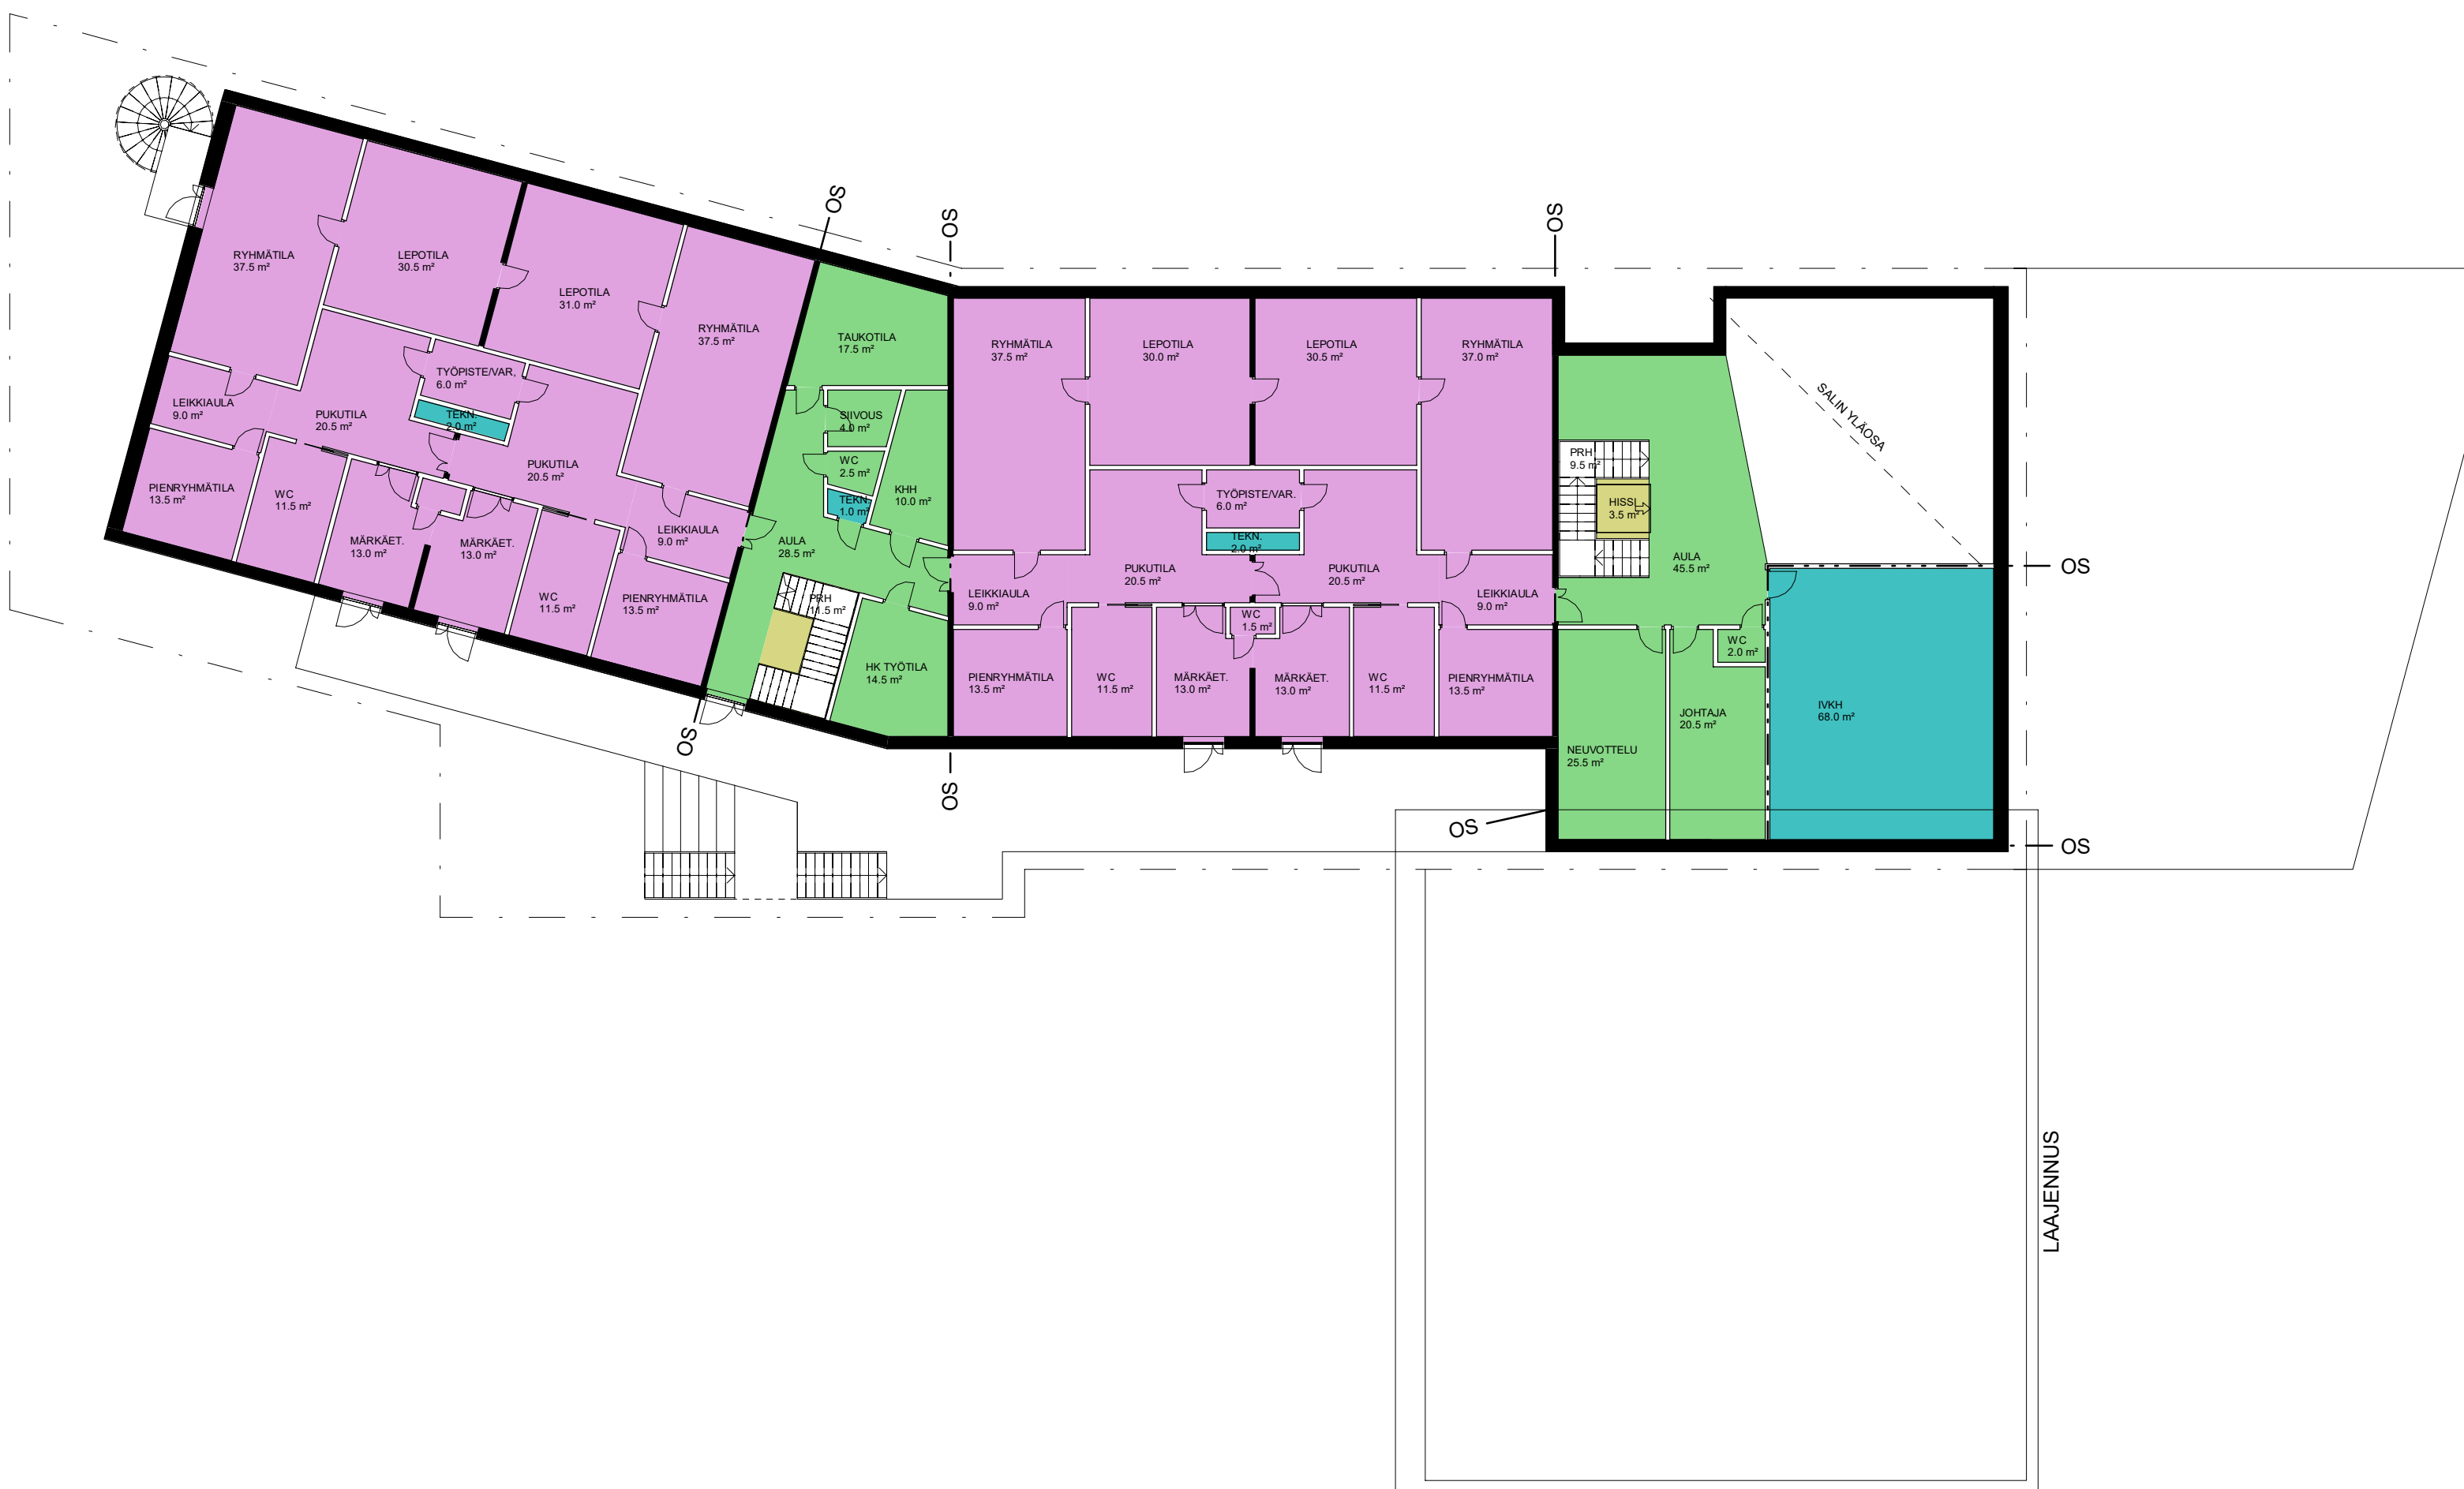 OS
OS
OS
RYHMÄTILA
37.5 m²
LEPOTILA
30.5 m²
LEPOTILA
31.0 m²
RYHMÄTILA
37.5 m²
TAUKOTILA
17.5 m²
RYHMÄTILA
37.5 m²
LEPOTILA
30.0 m²
LEPOTILA
30.5 m²
RYHMÄTILA
37.0 m²
SALIN YLÄOSA
LEIKKIAULA
9.0 m²
PUKUTILA
20.5 m²
TYÖPISTE/VAR.
6.0 m²
TEKN.
2.0 m²
PUKUTILA
20.5 m²
SIIVOUS
4.0 m²
WC
2.5 m²
TEKN.
1.0 m²
KHH
10.0 m²
TYÖPISTE/VAR.
6.0 m²
TEKN.
2.0 m²
PRH
9.5 m²
HISSI
3.5 m²
AULA
45.5 m²
OS
PIENRYHMÄTILA
13.5 m²
WC
11.5 m²
MÄRKÄET.
13.0 m²
MÄRKÄET.
13.0 m²
WC
11.5 m²
LEIKKIAULA
9.0 m²
PIENRYHMÄTILA
13.5 m²
AULA
28.5 m²
PRH
11.5 m²
HK TYÖTILA
14.5 m²
LEIKKIAULA
9.0 m²
PUKUTILA
20.5 m²
PUKUTILA
20.5 m²
LEIKKIAULA
9.0 m²
PIENRYHMÄTILA
13.5 m²
WC
11.5 m²
MÄRKÄET.
13.0 m²
WC
1.5 m²
MÄRKÄET.
13.0 m²
WC
11.5 m²
PIENRYHMÄTILA
13.5 m²
WC
2.0 m²
NEUVOTTELU
25.5 m²
JOHTAJA
20.5 m²
IVKH
68.0 m²
OS
OS
OS
OS
LAAJENNUS